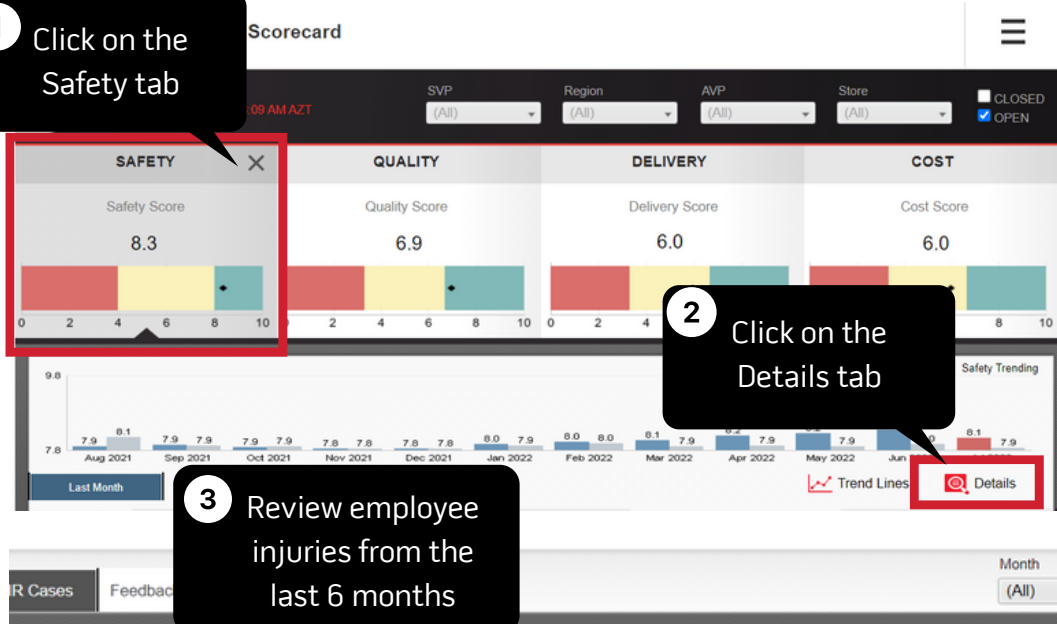 Click on the
Safety tab
Scorecard
:09 AM AZT
SVP
(All)
Region
(All)
AVP
(All)
Store
(All)
CLOSED
OPEN
SAFETY
Safety Score
8.3
0 2 4 6 8 10
QUALITY
Quality Score
6.9
2 4 6 8 10
DELIVERY
Delivery Score
6.0
0 2 4
COST
Cost Score
6.0
8 10
2
Click on the
Details tab
Safety Trending
9.8
7.8
7.9 8.1 7.9 7.9 7.9 7.9 7.8 7.8 7.8 7.8 8.0 7.9 8.0 8.0 8.1 7.9 7.9 7.9 8.1 7.9
Aug 2021 Sep 2021 Oct 2021 Nov 2021 Dec 2021 Jan 2022 Feb 2022 Mar 2022 Apr 2022 May 2022 Jun
Last Month
Trend Lines
Details
3
Review employee
injuries from the
last 6 months
Cases
Feedbac
Month
(All)